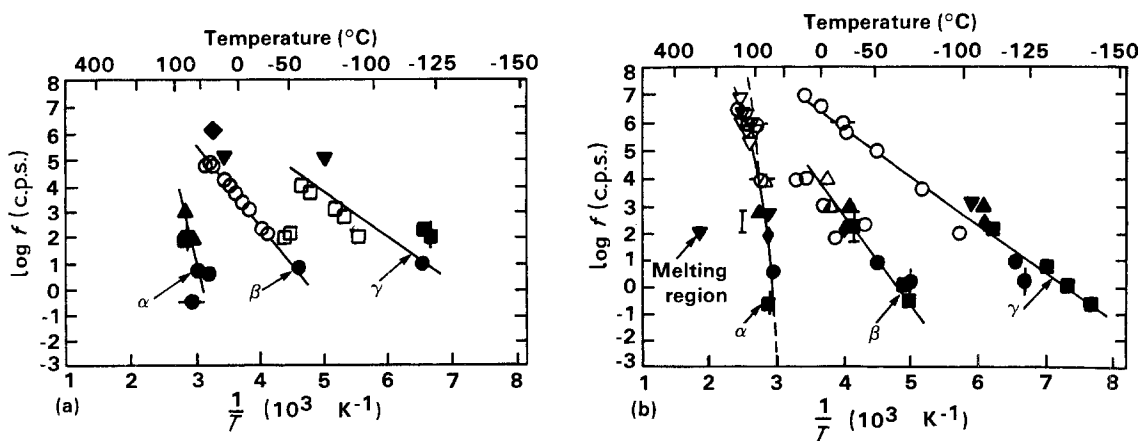 Temperature (°C)
400 100 0 -50 -100 -125 -150
8
7
6
5
4
3
2
1
0
-1
-2
-3
log f (c.p.s.)
α
β
γ
1 2 3 4 5 6 7 8
(a)
1/T (10³ K⁻¹)
Temperature (°C)
400 100 0 -50 -100 -125 -150
8
7
6
5
4
3
2
1
0
-1
-2
-3
log f (c.p.s.)
Melting
region
α
β
γ
1 2 3 4 5 6 7 8
(b)
1/T (10³ K⁻¹)